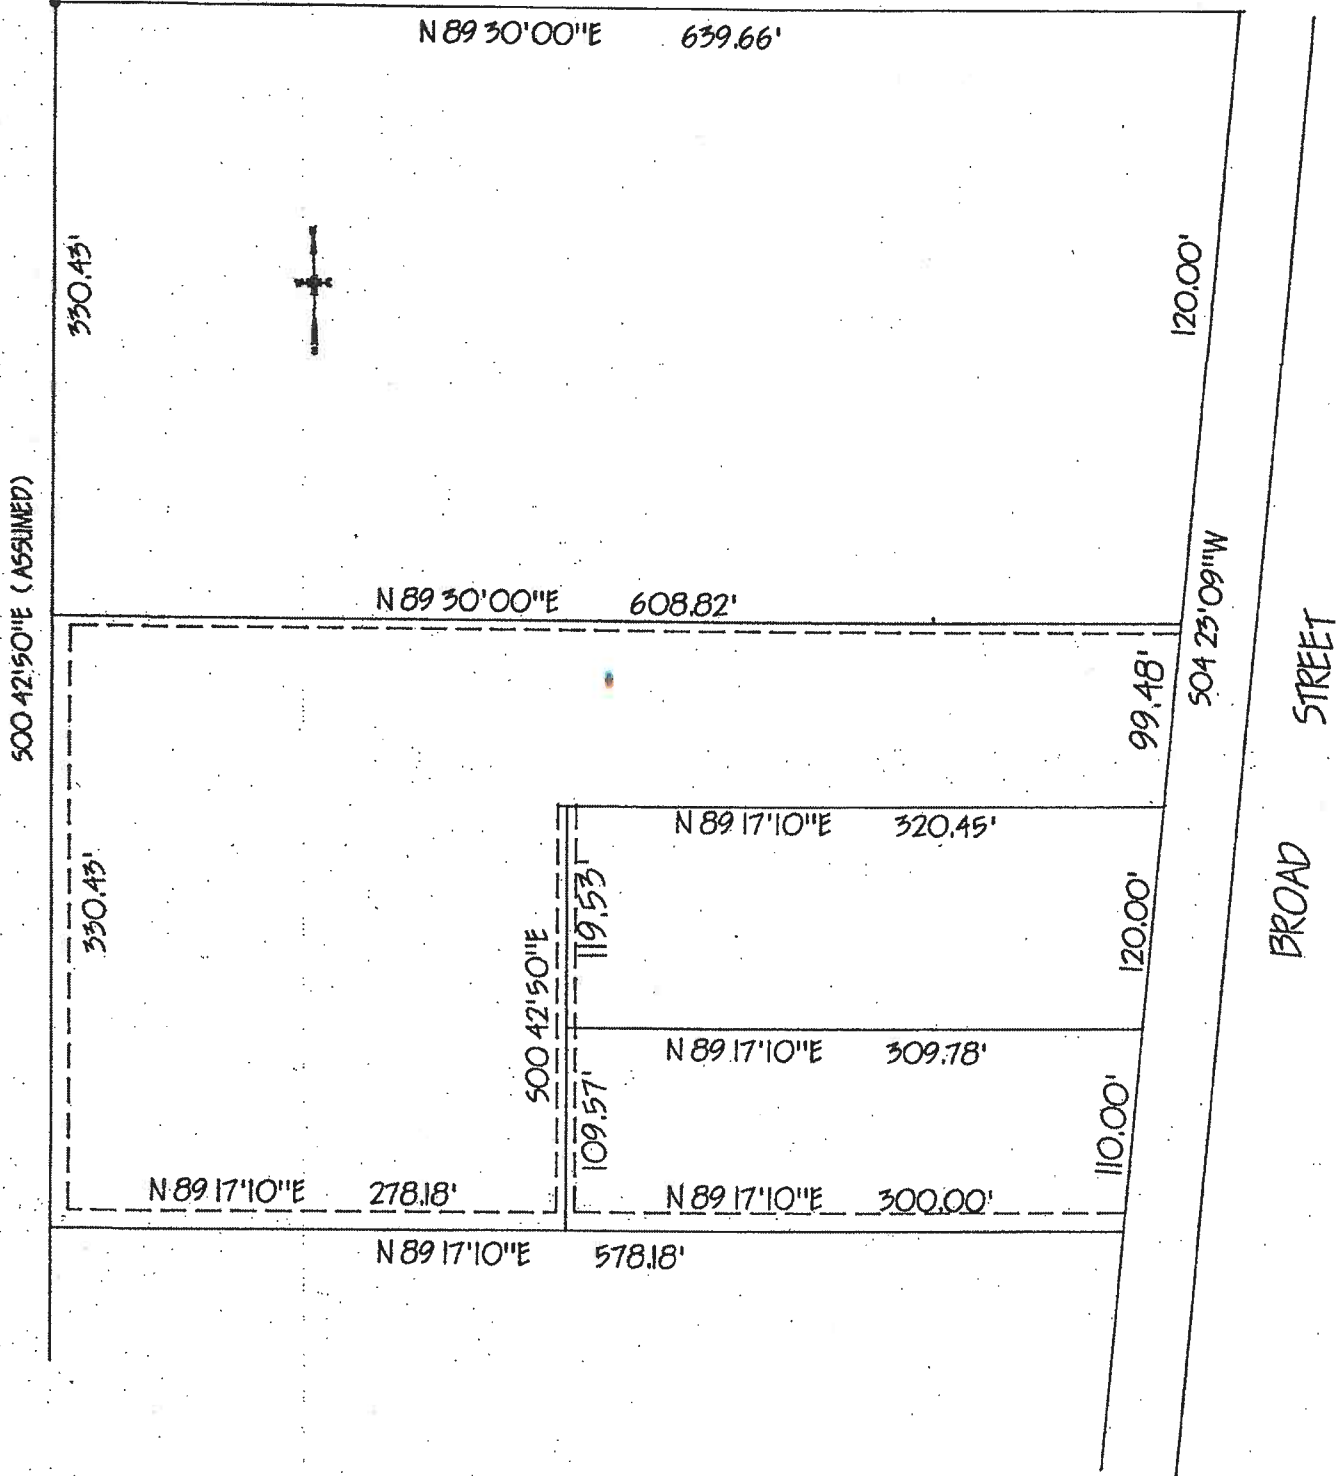 N 89 30'00"E 639.66'
330.43'
120.00'
S00 42'50"E (ASSUMED)
N 89 30'00"E 608.82'
S04 23'09"W
99.48'
STREET
BROAD
N 89 17'10"E 320.45'
330.43'
119.53'
120.00'
S00 42'50"E
N 89 17'10"E 309.78'
109.57'
110.00'
N 89 17'10"E 278.18'
N 89 17'10"E 300.00'
N 89 17'10"E 578.18'